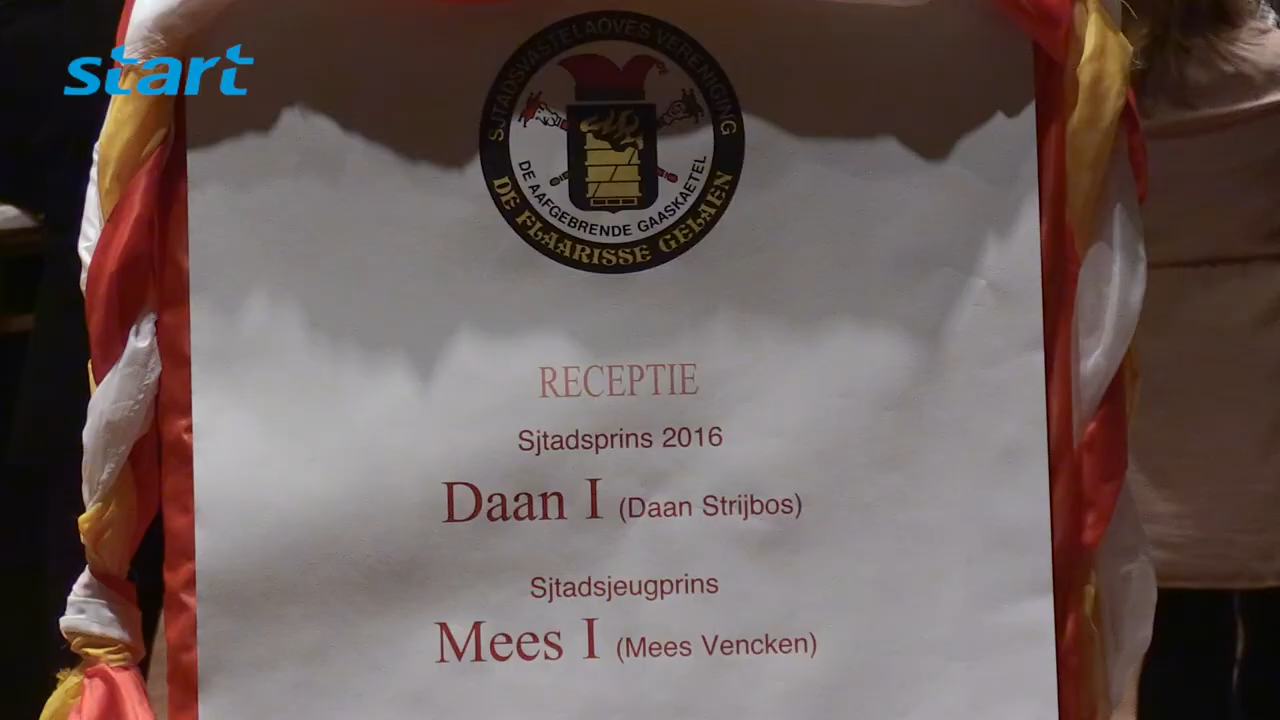 start
SJTADSVASTELAOVES VERENIGING
DE AAFGEBRENDE GAASKAETEL
DE FLAARISSE GELAEN
RECEPTIE
Sjtadsprins 2016
Daan I (Daan Strijbos)
Sjtadsjeugprins
Mees I (Mees Vencken)